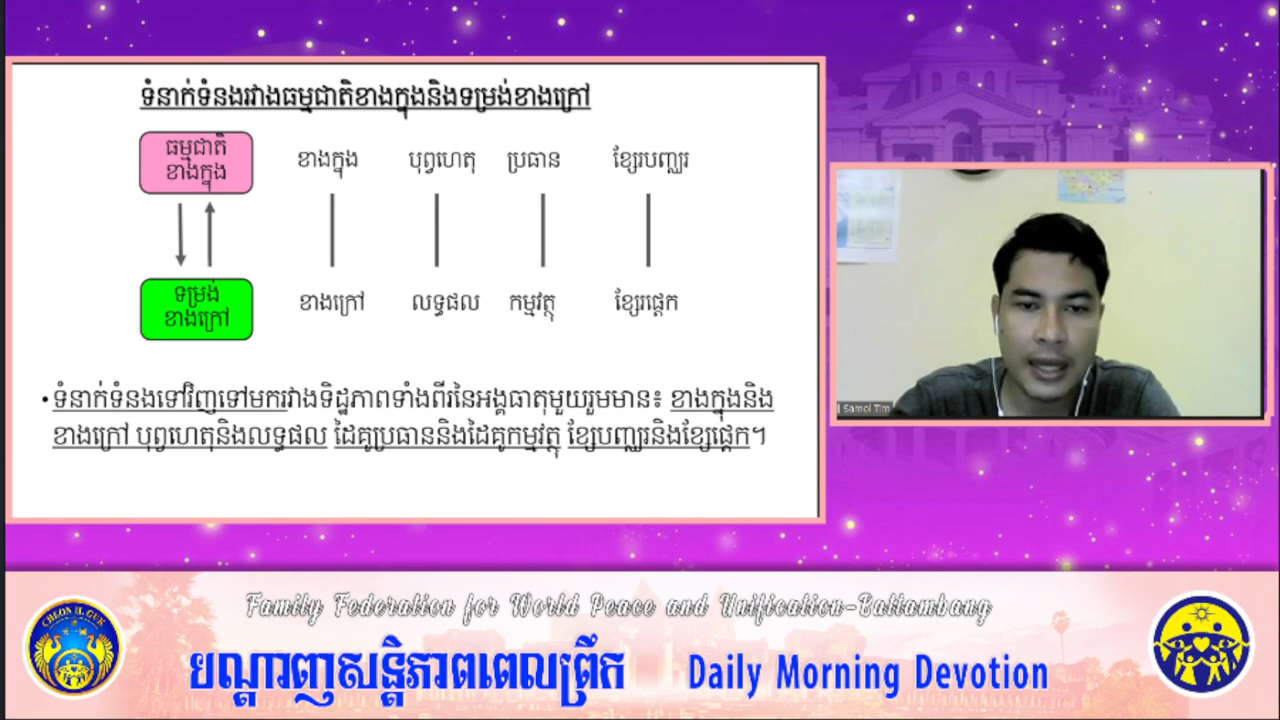 ទំនាក់ទំនងរវាងធម្មជាតិខាងក្នុងនិងទម្រង់ខាងក្រៅ
ធម្មជាតិ
ខាងក្នុង
ខាងក្នុង បុព្វហេតុ ប្រធាន ខ្សែរបញ្ឈរ
ទម្រង់
ខាងក្រៅ
ខាងក្រៅ លទ្ធផល កម្មវត្ថុ ខ្សែរផ្តេក
• ទំនាក់ទំនងទៅវិញទៅមករវាងទិដ្ឋភាពទាំងពីរនៃអង្គធាតុមួយរួមមាន៖ ខាងក្នុងនិង
ខាងក្រៅ បុព្វហេតុនិងលទ្ធផល ដៃគូប្រធាននិងដៃគូកម្មវត្ថុ ខ្សែបញ្ឈរនិងខ្សែផ្តេក។
Samol Tim
Family Federation for World Peace and Unification-Battambang
CHEON IL GUK
បណ្តាញសន្តិភាពពេលព្រឹក Daily Morning Devotion